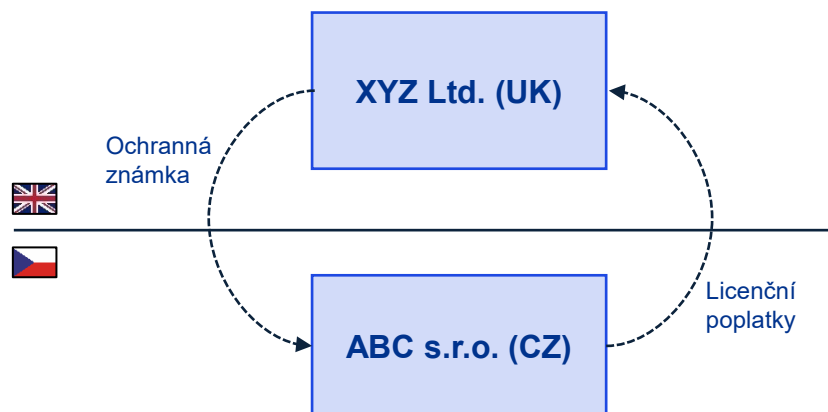 XYZ Ltd. (UK)
Ochranná
známka
Licenční
poplatky
ABC s.r.o. (CZ)